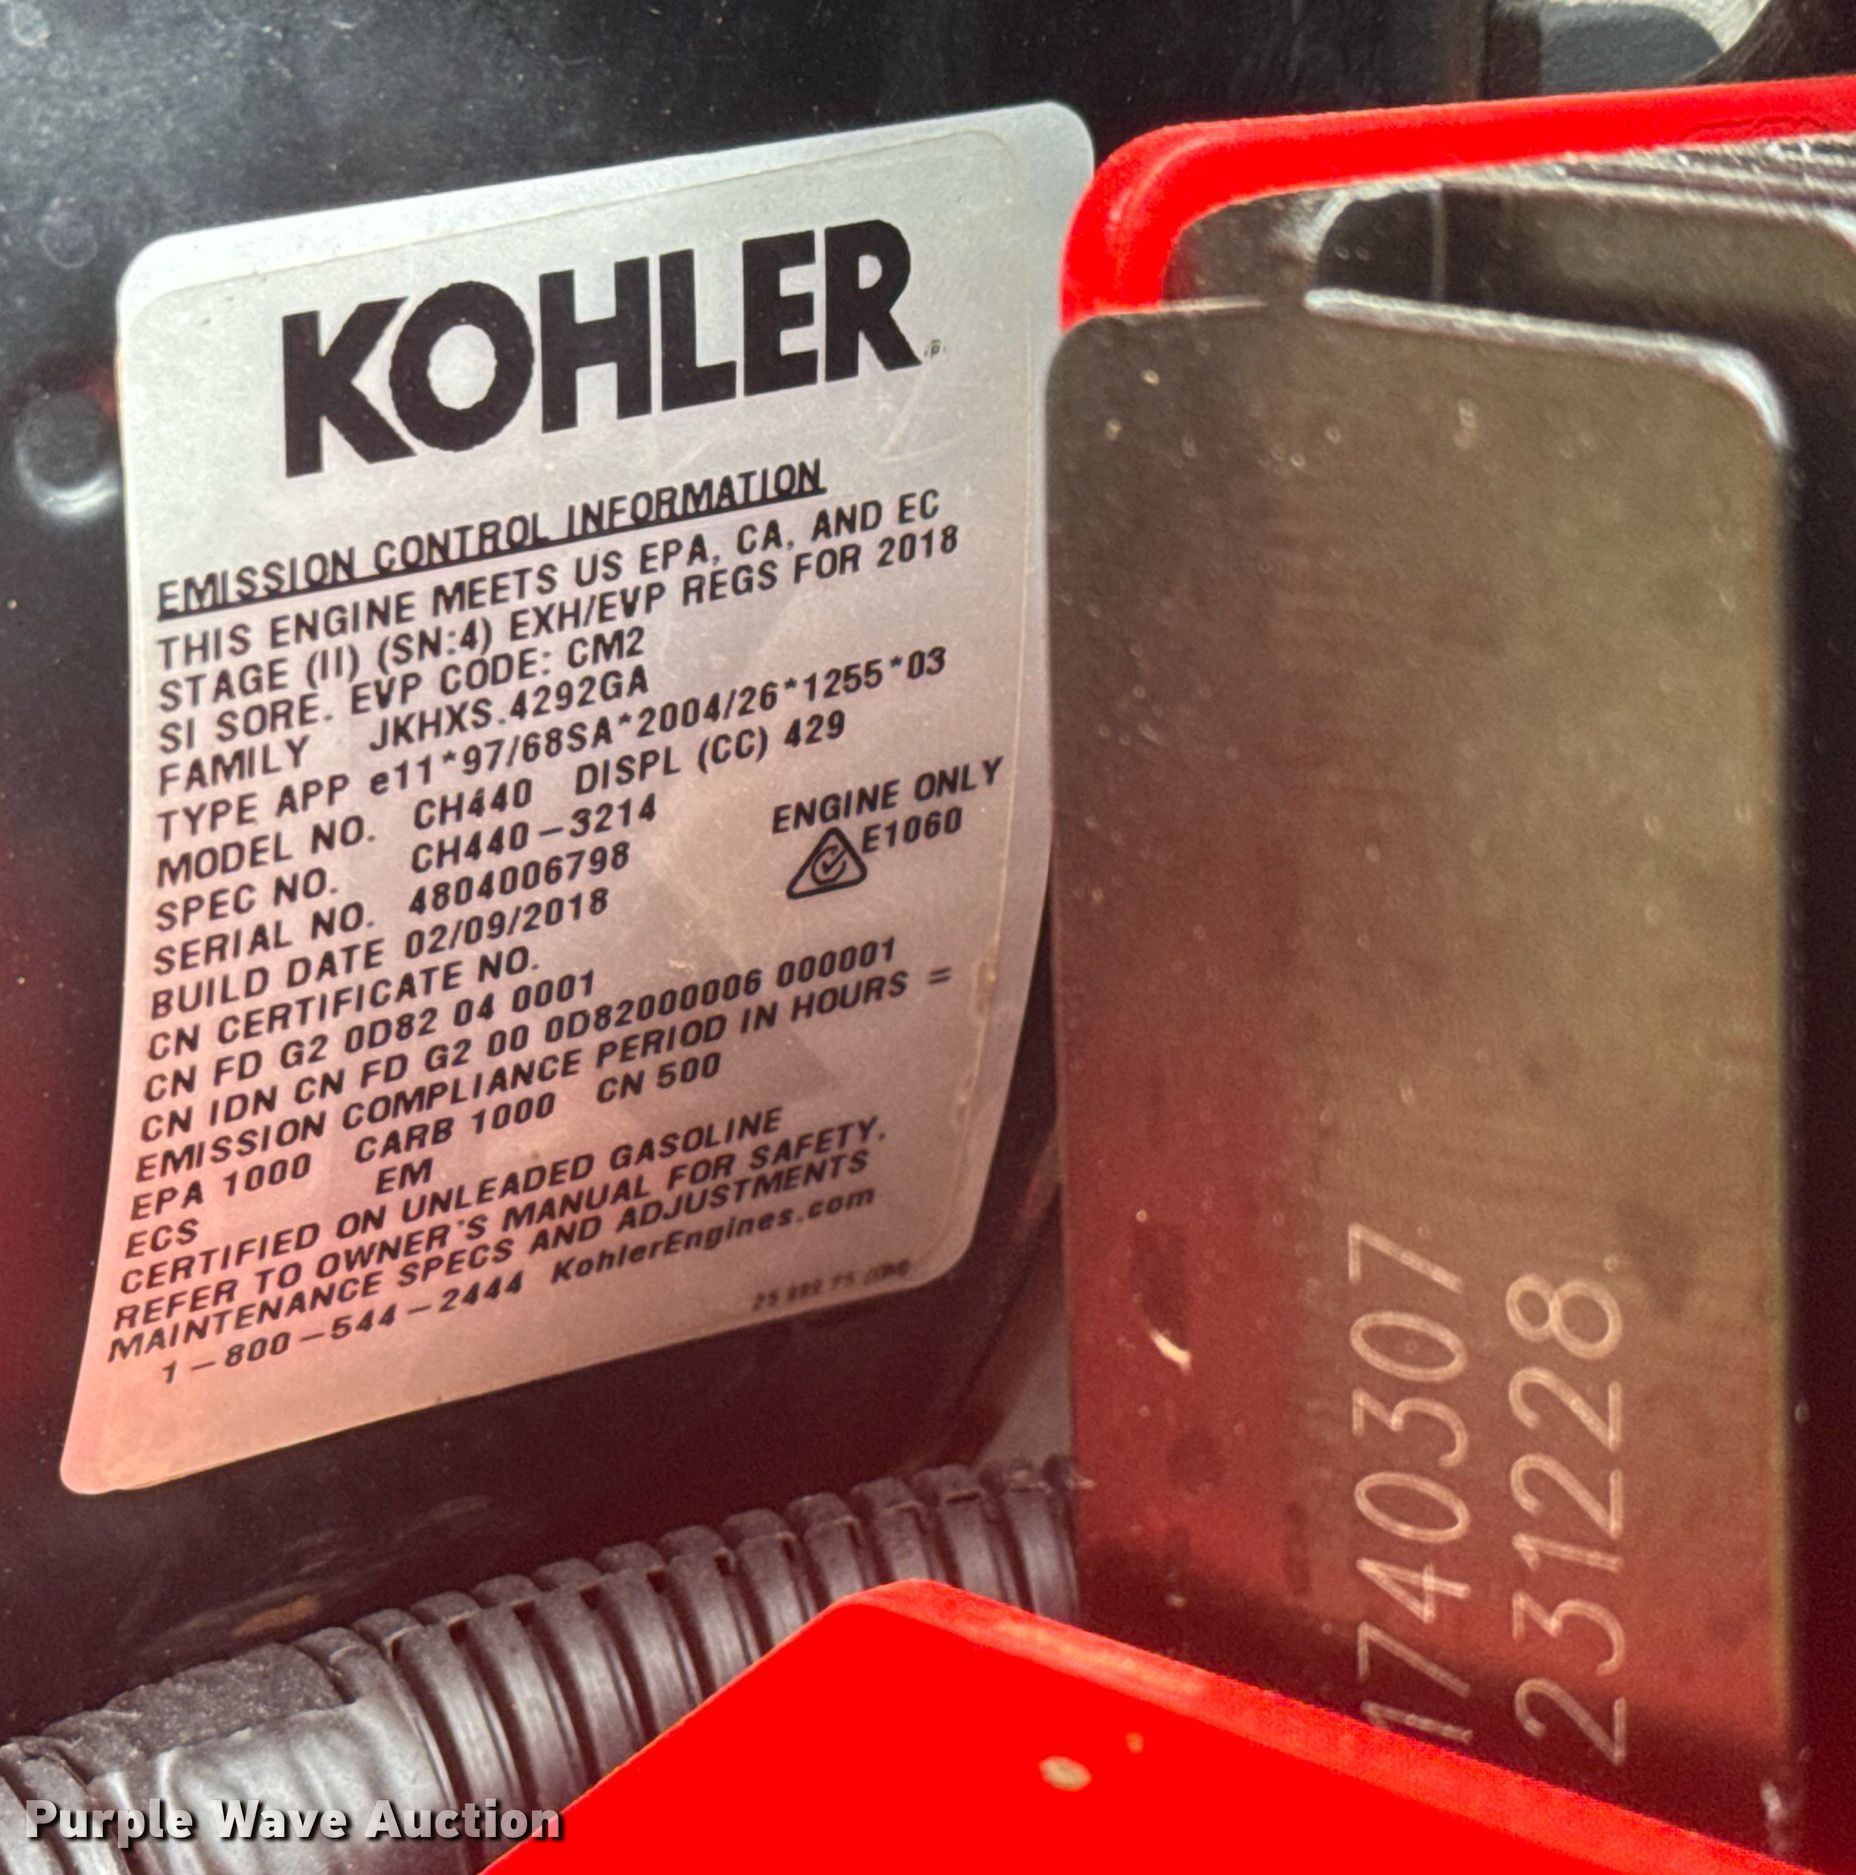 KOHLER
EMISSION CONTROL INFORMATION
THIS ENGINE MEETS US EPA, CA, AND EC
STAGE (II) (SN:4) EXH/EVP REGS FOR 2018
SI SORE. EVP CODE: CM2
FAMILY JKHXS.4292GA
TYPE APP e11*97/68SA*2004/26*1255*03
MODEL NO. CH440 DISPL (CC) 429
SPEC NO. CH440-3214
SERIAL NO. 4804006798
BUILD DATE 02/09/2018
ENGINE ONLY
E1060
CN CERTIFICATE NO.
CN FD G2 0D82 04 0001
CN IDN CN FD G2 00 0D82000006 000001
EMISSION COMPLIANCE PERIOD IN HOURS =
EPA 1000 CARB 1000 CN 500
ECS EM
CERTIFIED ON UNLEADED GASOLINE
REFER TO OWNER'S MANUAL FOR SAFETY,
MAINTENANCE SPECS AND ADJUSTMENTS
1-800-544-2444 KohlerEngines.com
1740307
231228
Purple Wave Auction